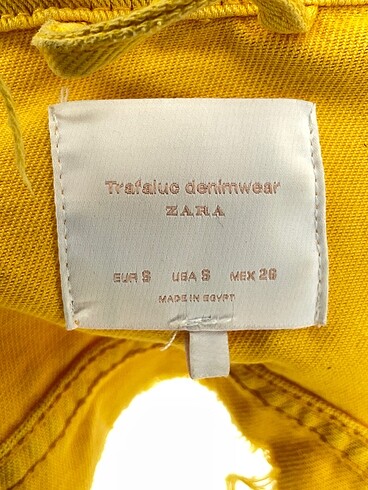 Trafaluc denimwear
ZARA
EUR S USA S MEX 26
MADE IN EGYPT